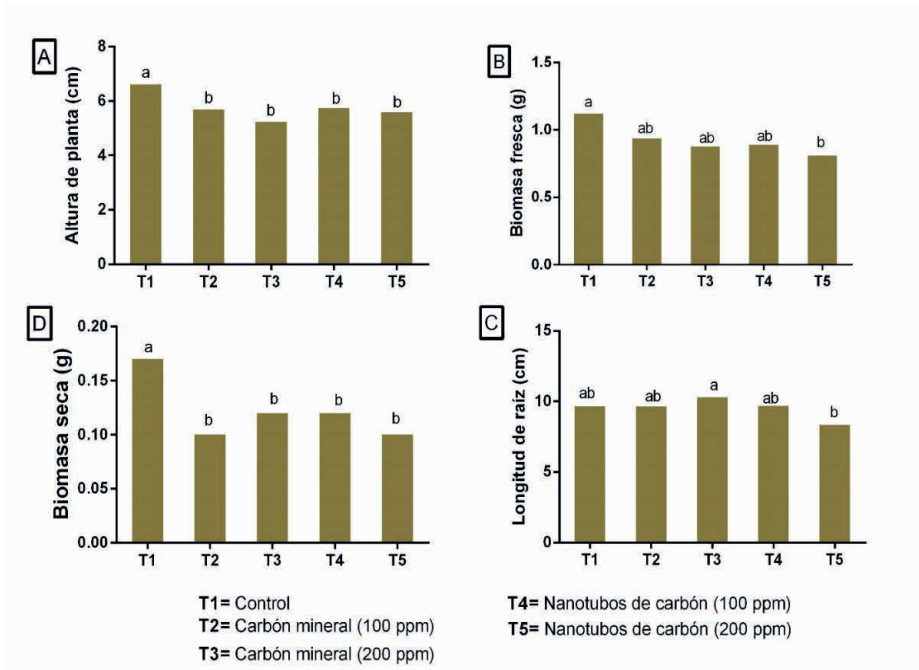 A
Altura de planta (cm)
8
6
4
2
0
a
b
b
b
b
T1
T2
T3
T4
T5
B
Biomasa fresca (g)
1.5
1.0
0.5
0.0
a
ab
ab
ab
b
T1
T2
T3
T4
T5
D
Biomasa seca (g)
0.20
0.15
0.10
0.05
0.00
a
b
b
b
b
T1
T2
T3
T4
T5
C
Longitud de raiz (cm)
15
10
5
0
ab
ab
a
ab
b
T1
T2
T3
T4
T5
T1= Control
T2= Carbón mineral (100 ppm)
T3= Carbón mineral (200 ppm)
T4= Nanotubos de carbón (100 ppm)
T5= Nanotubos de carbón (200 ppm)